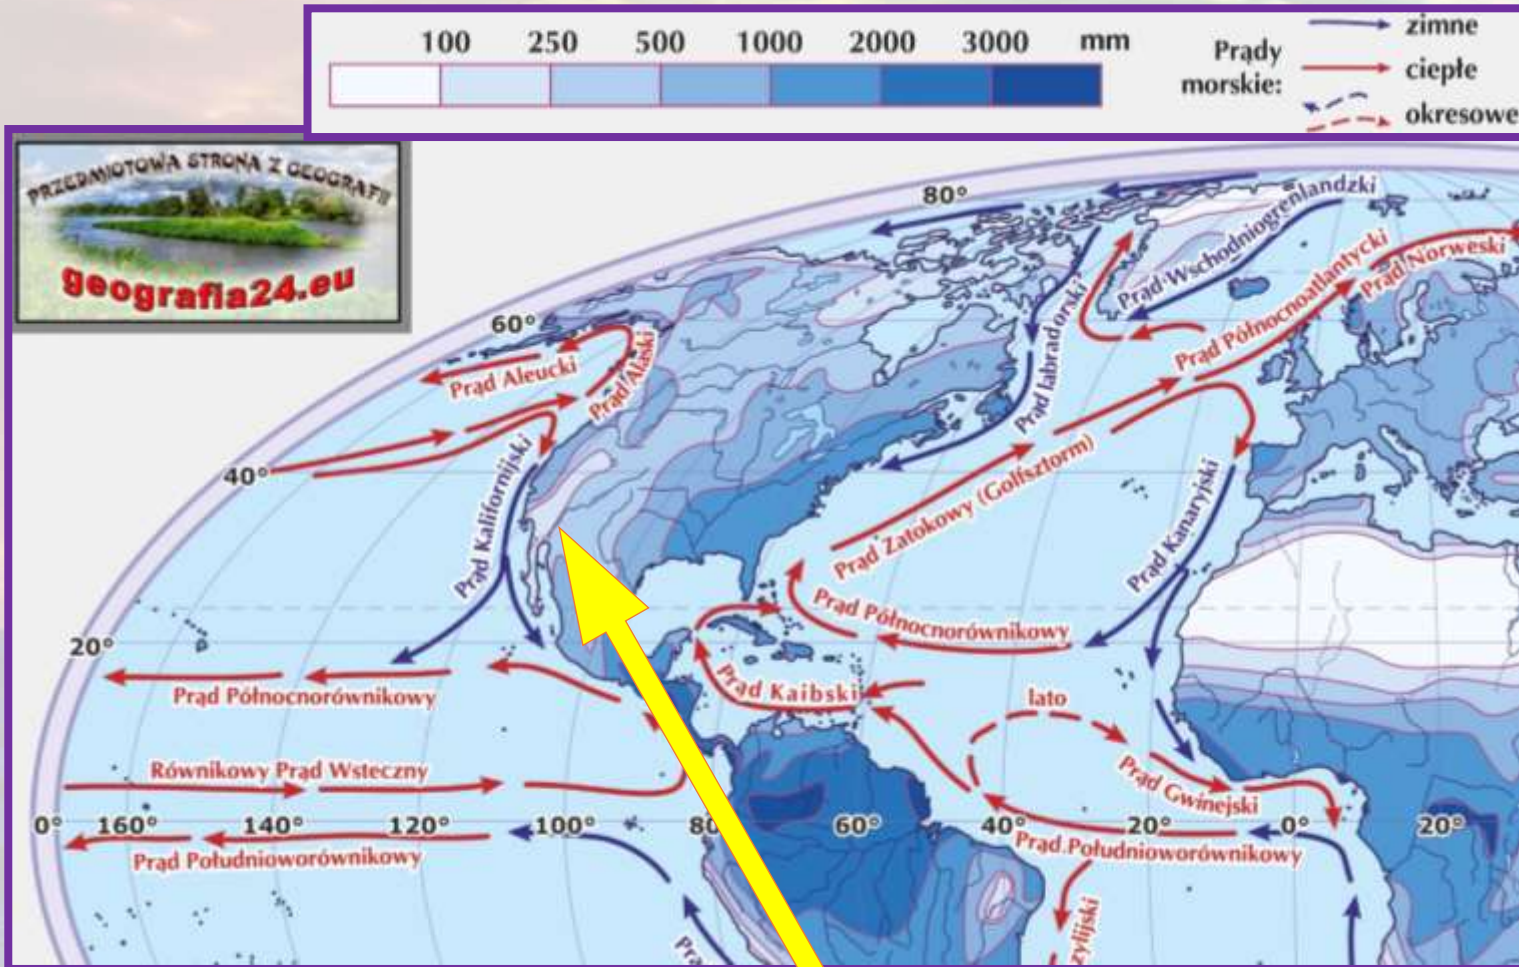 100 250 500 1000 2000 3000 mm
Prądy
morskie:
zimne
ciepłe
okresowe
PRZEDMIOTOWA STRONA Z GEOGRAFII
geografia24.eu
80°
60°
40°
20°
Prąd Wschodniogrenlandzki
Prąd Norweski
Prąd Północnoatlantycki
Prąd labradorski
Prąd Aleucki
Prąd Alaski
Prąd Kalifornijski
Prąd Zatokowy (Golfsztorm)
Prąd Kanaryjski
Prąd Północnorównikowy
Prąd Północnorównikowy
Prąd Kaibski
lato
Prąd Gwinejski
Równikowy Prąd Wsteczny
0° 160° 140° 120° 100° 80 60° 40° 20° 0° 20°
Prąd Południoworównikowy
Prąd Południoworównikowy
Prą
zylijski